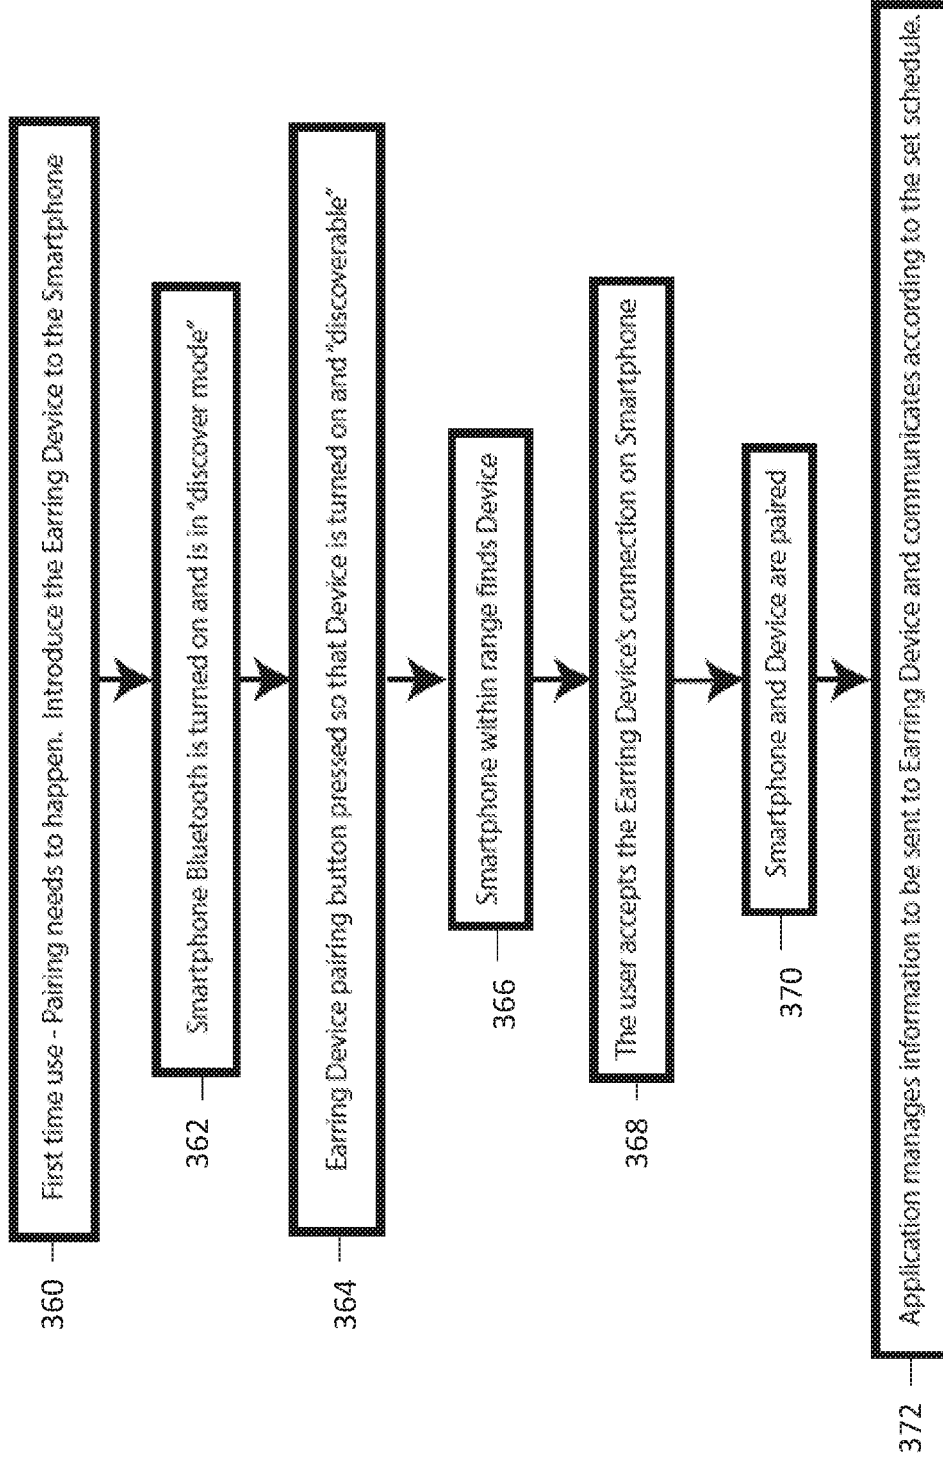 360
First time use - Pairing needs to happen. Introduce the Earring Device to the Smartphone
362
Smartphone Bluetooth is turned on and is in "discover mode"
364
Earring Device pairing button pressed so that Device is turned on and "discoverable"
366
Smartphone within range finds Device
368
The user accepts the Earring Device's connection on Smartphone
370
Smartphone and Device are paired
372
Application manages information to be sent to Earring Device and communicates according to the set schedule.